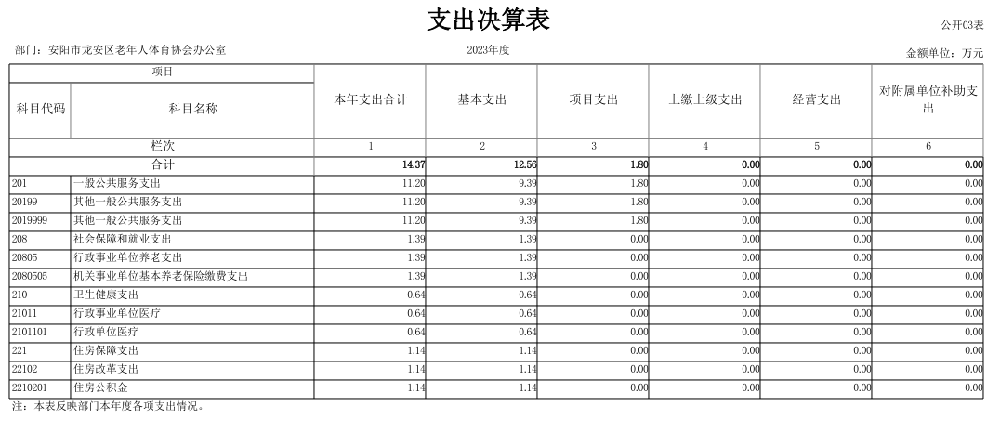 支出决算表
公开03表
部门：安阳市龙安区老年人体育协会办公室 2023年度 金额单位：万元
项目 本年支出合计 基本支出 项目支出 上缴上级支出 经营支出 对附属单位补助支出
科目代码 科目名称
栏次 1 2 3 4 5 6
合计 14.37 12.56 1.80 0.00 0.00 0.00
201 一般公共服务支出 11.20 9.39 1.80 0.00 0.00 0.00
20199 其他一般公共服务支出 11.20 9.39 1.80 0.00 0.00 0.00
2019999 其他一般公共服务支出 11.20 9.39 1.80 0.00 0.00 0.00
208 社会保障和就业支出 1.39 1.39 0.00 0.00 0.00 0.00
20805 行政事业单位养老支出 1.39 1.39 0.00 0.00 0.00 0.00
2080505 机关事业单位基本养老保险缴费支出 1.39 1.39 0.00 0.00 0.00 0.00
210 卫生健康支出 0.64 0.64 0.00 0.00 0.00 0.00
21011 行政事业单位医疗 0.64 0.64 0.00 0.00 0.00 0.00
2101101 行政单位医疗 0.64 0.64 0.00 0.00 0.00 0.00
221 住房保障支出 1.14 1.14 0.00 0.00 0.00 0.00
22102 住房改革支出 1.14 1.14 0.00 0.00 0.00 0.00
2210201 住房公积金 1.14 1.14 0.00 0.00 0.00 0.00
注：本表反映部门本年度各项支出情况。